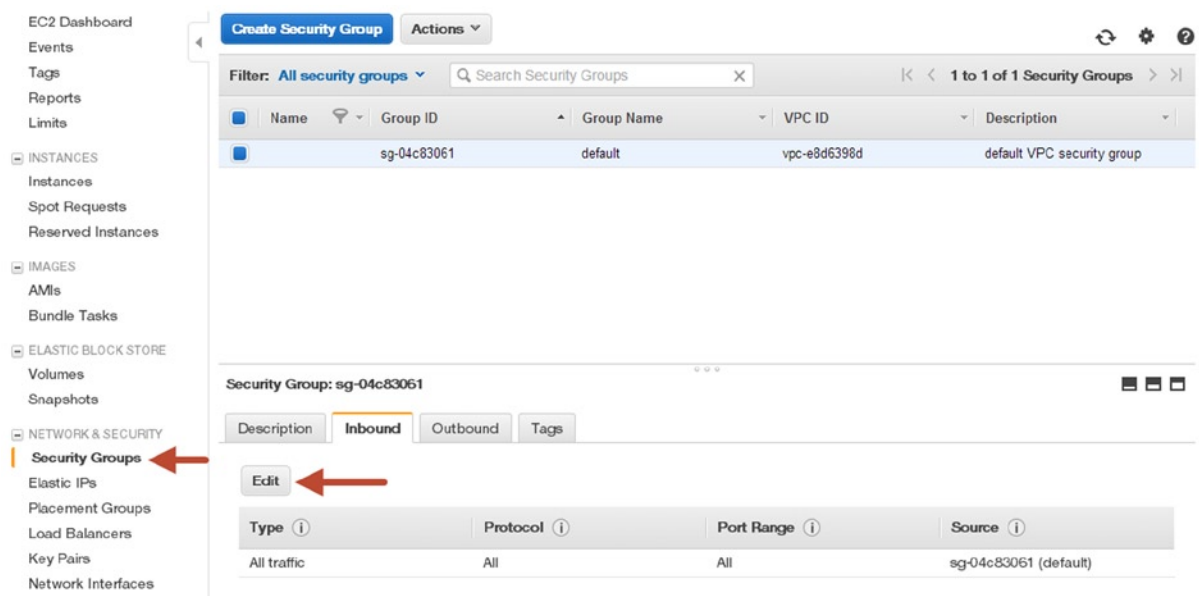 EC2 Dashboard
Events
Tags
Reports
Limits
INSTANCES
Instances
Spot Requests
Reserved Instances
IMAGES
AMIs
Bundle Tasks
ELASTIC BLOCK STORE
Volumes
Snapshots
NETWORK & SECURITY
Security Groups
Elastic IPs
Placement Groups
Load Balancers
Key Pairs
Network Interfaces
Create Security Group Actions
Filter: All security groups Search Security Groups 1 to 1 of 1 Security Groups
Name Group ID Group Name VPC ID Description
sg-04c83061 default vpc-e8d6398d default VPC security group
Security Group: sg-04c83061
Description Inbound Outbound Tags
Edit
Type Protocol Port Range Source
All traffic All All sg-04c83061 (default)